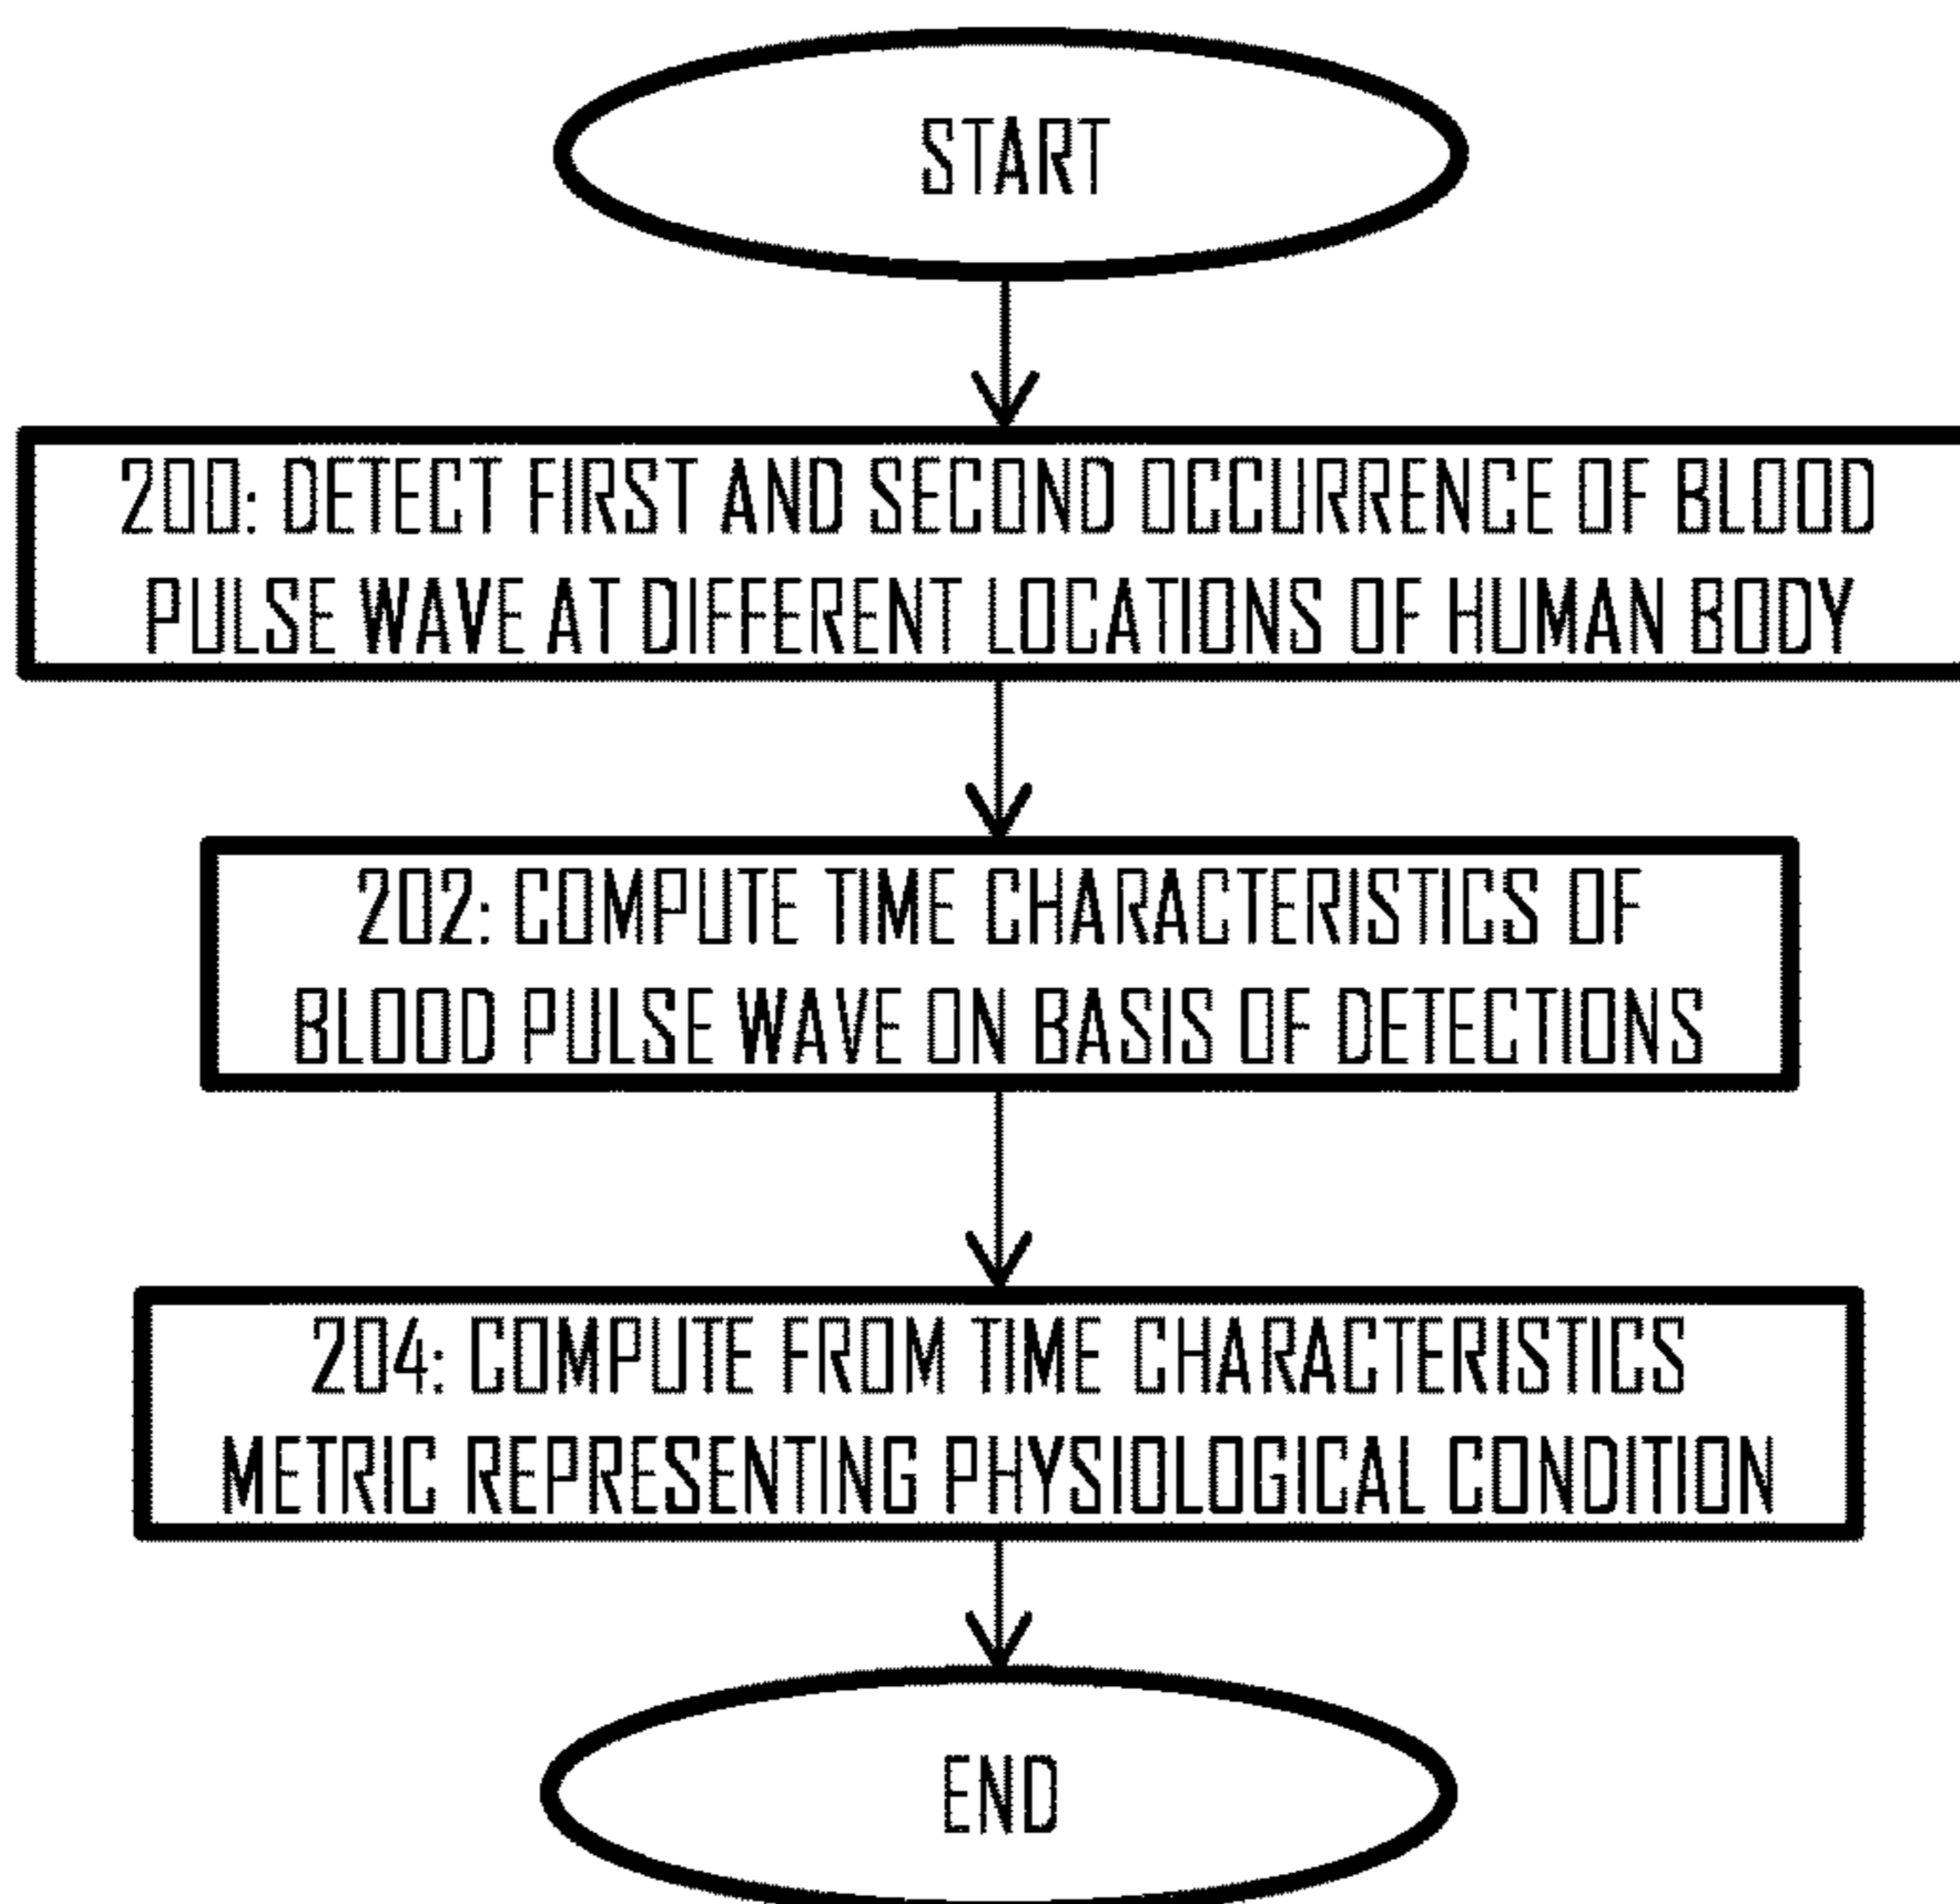 START
200: DETECT FIRST AND SECOND OCCURRENCE OF BLOOD
PULSE WAVE AT DIFFERENT LOCATIONS OF HUMAN BODY
202: COMPUTE TIME CHARACTERISTICS OF
BLOOD PULSE WAVE ON BASIS OF DETECTIONS
204: COMPUTE FROM TIME CHARACTERISTICS
METRIC REPRESENTING PHYSIOLOGICAL CONDITION
END